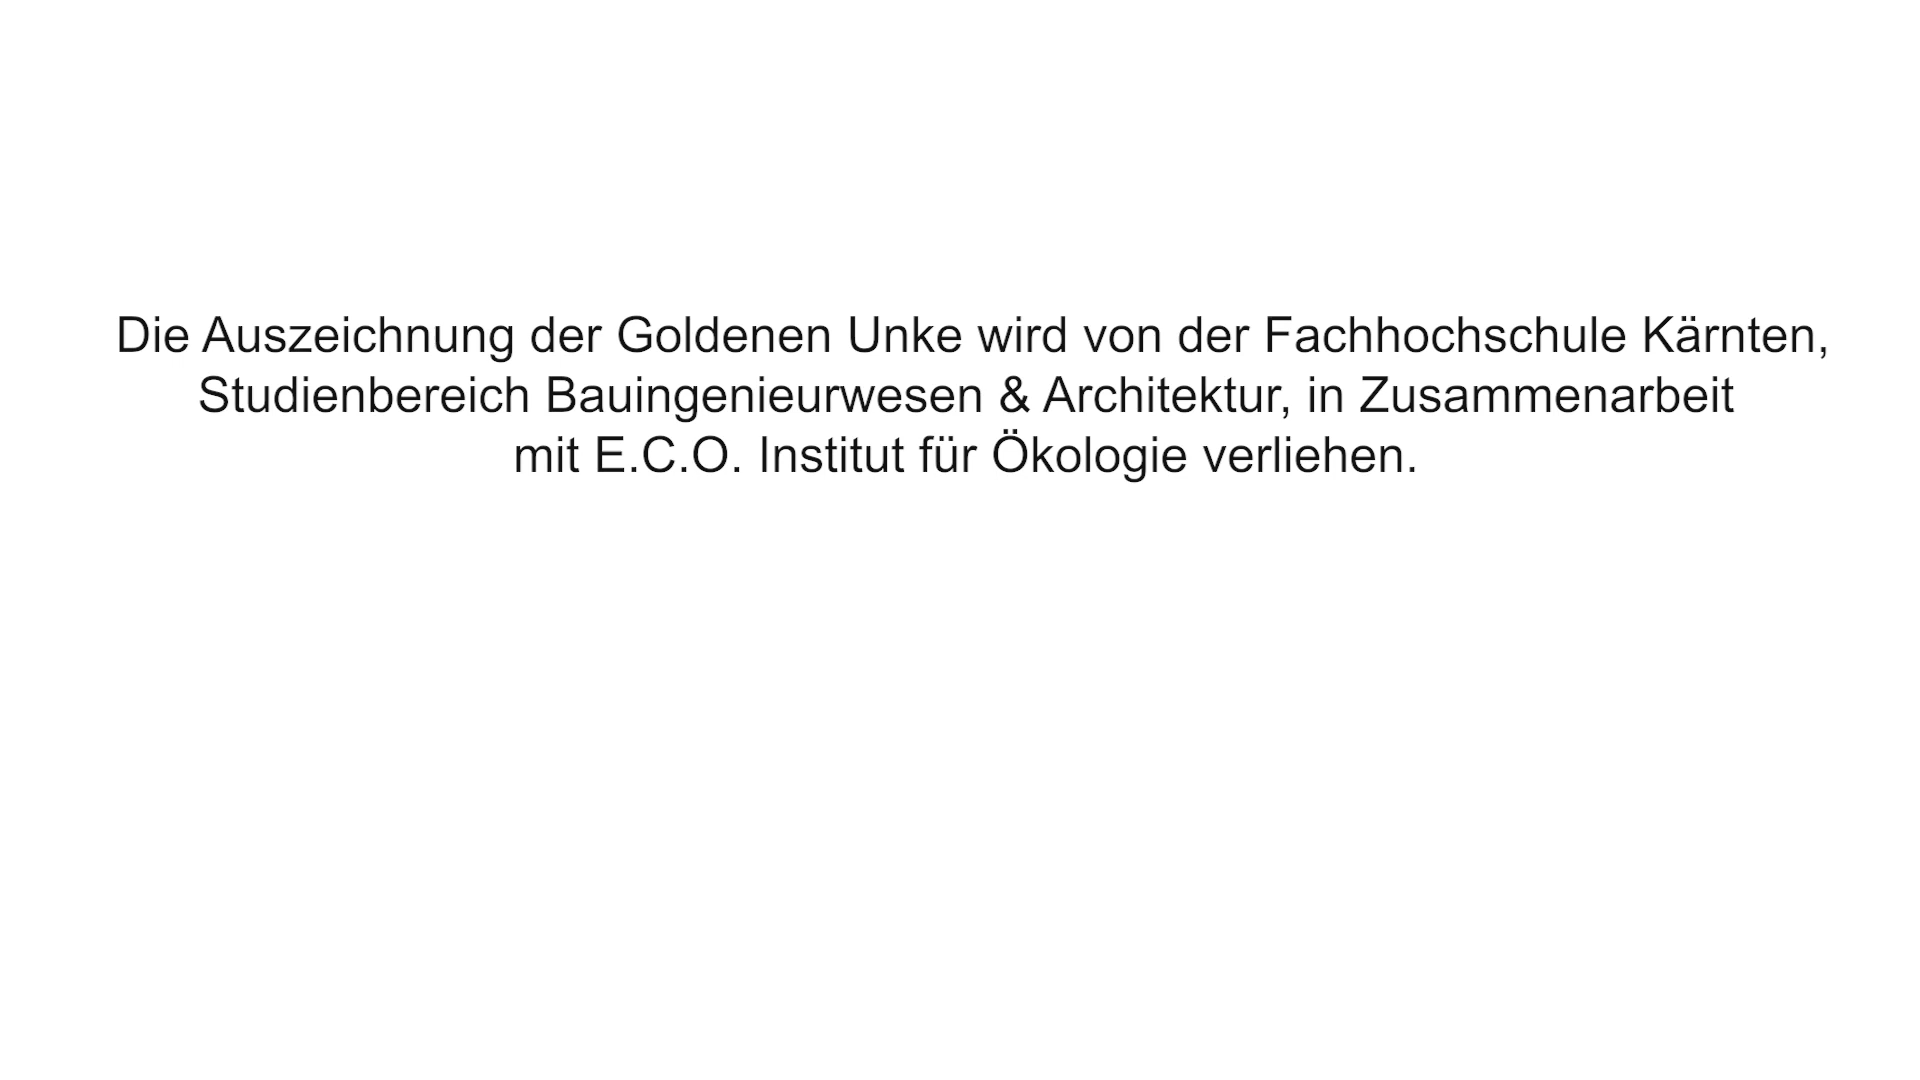 Die Auszeichnung der Goldenen Unke wird von der Fachhochschule Kärnten,
Studienbereich Bauingenieurwesen & Architektur, in Zusammenarbeit
mit E.C.O. Institut für Ökologie verliehen.